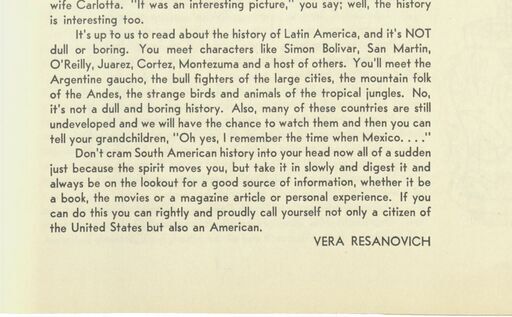 wife Carlotta. "It was an interesting picture," you say; well, the history
is interesting too.
It's up to us to read about the history of Latin America, and it's NOT
dull or boring. You meet characters like Simon Bolivar, San Martin,
O'Reilly, Juarez, Cortez, Montezuma and a host of others. You'll meet the
Argentine gaucho, the bull fighters of the large cities, the mountain folk
of the Andes, the strange birds and animals of the tropical jungles. No,
it's not a dull and boring history. Also, many of these countries are still
undeveloped and we will have the chance to watch them and then you can
tell your grandchildren, "Oh yes, I remember the time when Mexico. . . ."
Don't cram South American history into your head now all of a sudden
just because the spirit moves you, but take it in slowly and digest it and
always be on the lookout for a good source of information, whether it be
a book, the movies or a magazine article or personal experience. If you
can do this you can rightly and proudly call yourself not only a citizen of
the United States but also an American.
VERA RESANOVICH